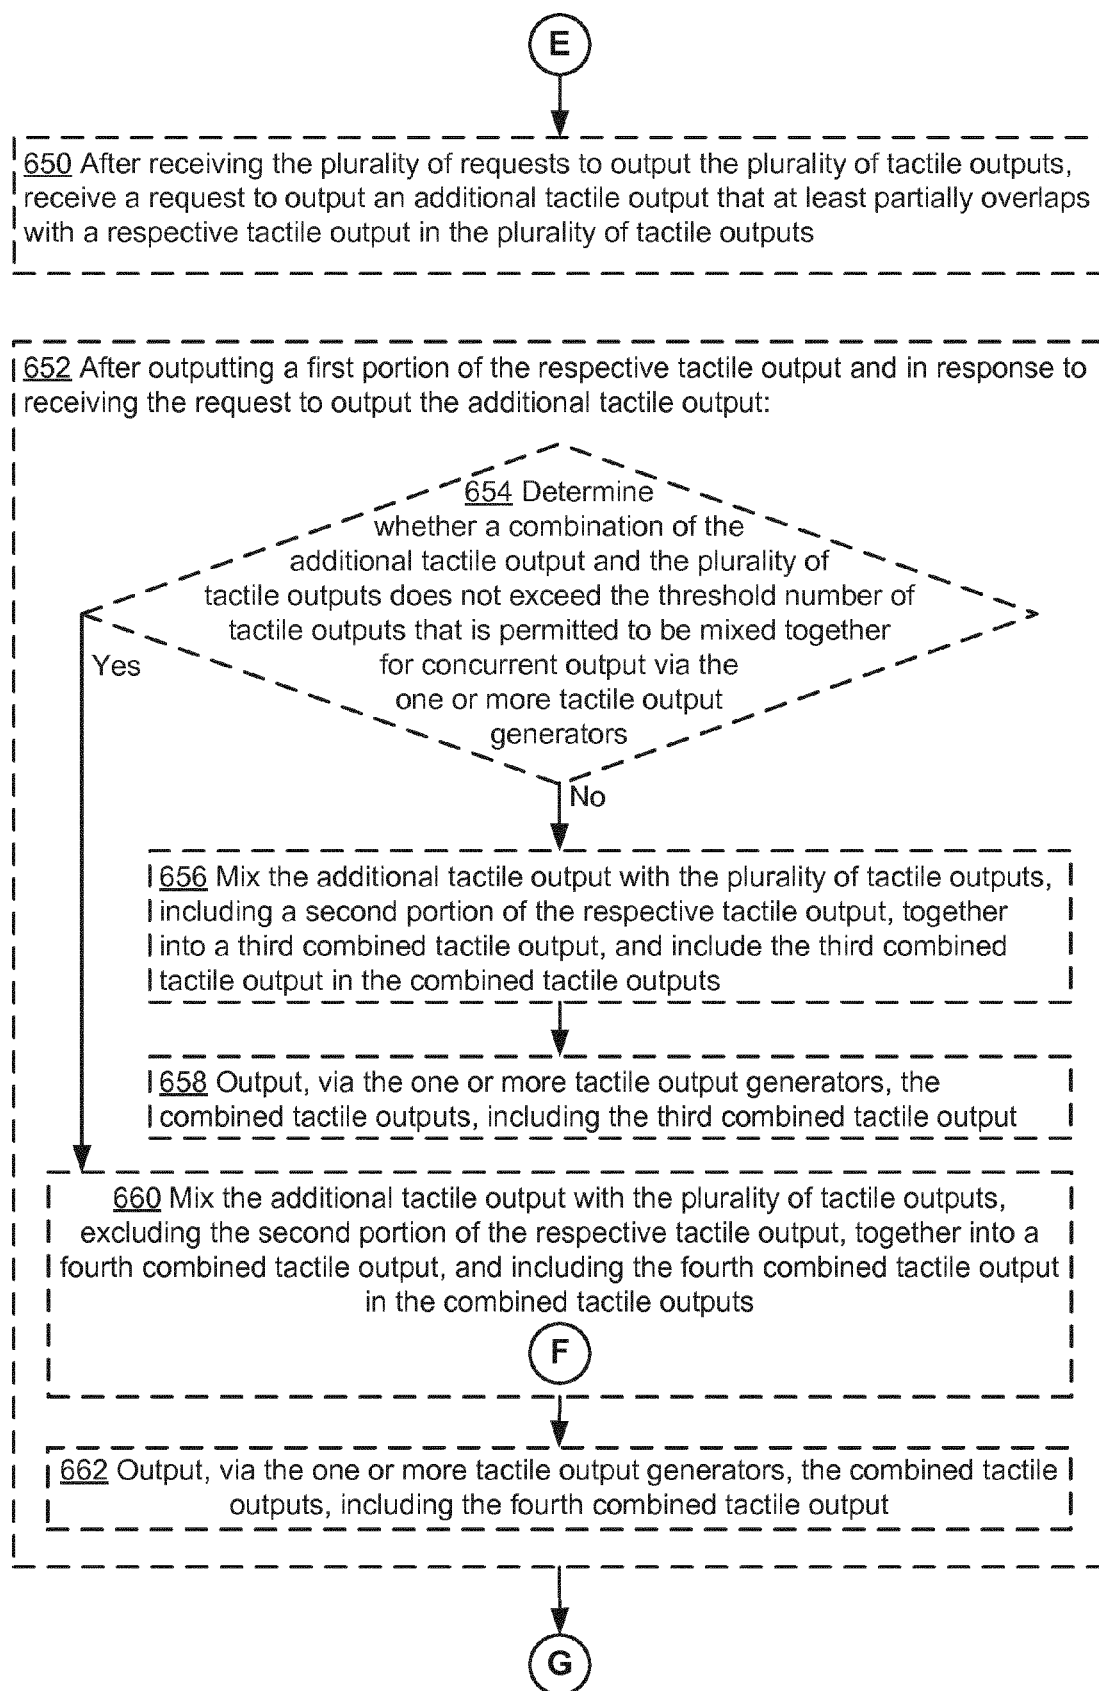 E
650 After receiving the plurality of requests to output the plurality of tactile outputs,
receive a request to output an additional tactile output that at least partially overlaps
with a respective tactile output in the plurality of tactile outputs
652 After outputting a first portion of the respective tactile output and in response to
receiving the request to output the additional tactile output:
654 Determine
whether a combination of the
additional tactile output and the plurality of
tactile outputs does not exceed the threshold number of
tactile outputs that is permitted to be mixed together
for concurrent output via the
one or more tactile output
generators
Yes
No
656 Mix the additional tactile output with the plurality of tactile outputs,
including a second portion of the respective tactile output, together
into a third combined tactile output, and include the third combined
tactile output in the combined tactile outputs
658 Output, via the one or more tactile output generators, the
combined tactile outputs, including the third combined tactile output
660 Mix the additional tactile output with the plurality of tactile outputs,
excluding the second portion of the respective tactile output, together into a
fourth combined tactile output, and including the fourth combined tactile output
in the combined tactile outputs
F
662 Output, via the one or more tactile output generators, the combined tactile
outputs, including the fourth combined tactile output
G